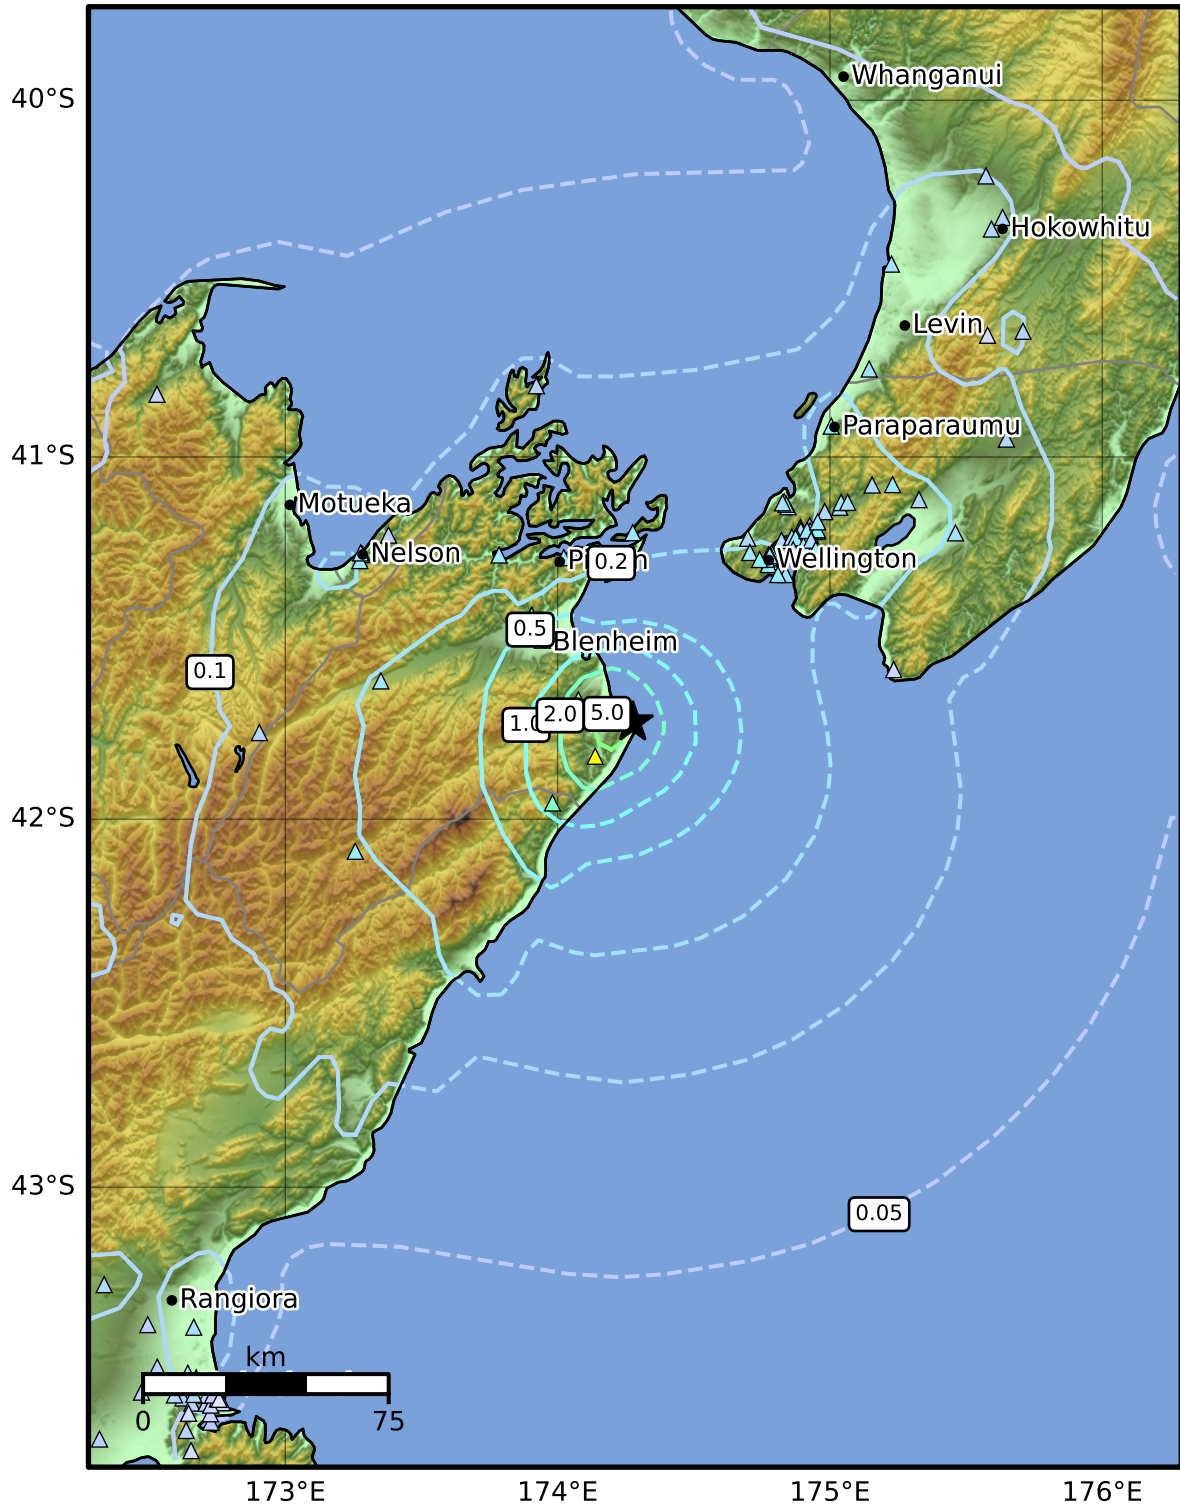 Whanganui
40°S
Hokowhitu
Levin
Paraparaumu
41°S
Motueka
Nelson
0.2
Wellington
0.5
Blenheim
0.1
2.0
5.0
42°S
43°S
0.05
Rangiora
km
0
75
173°E
174°E
175°E
176°E